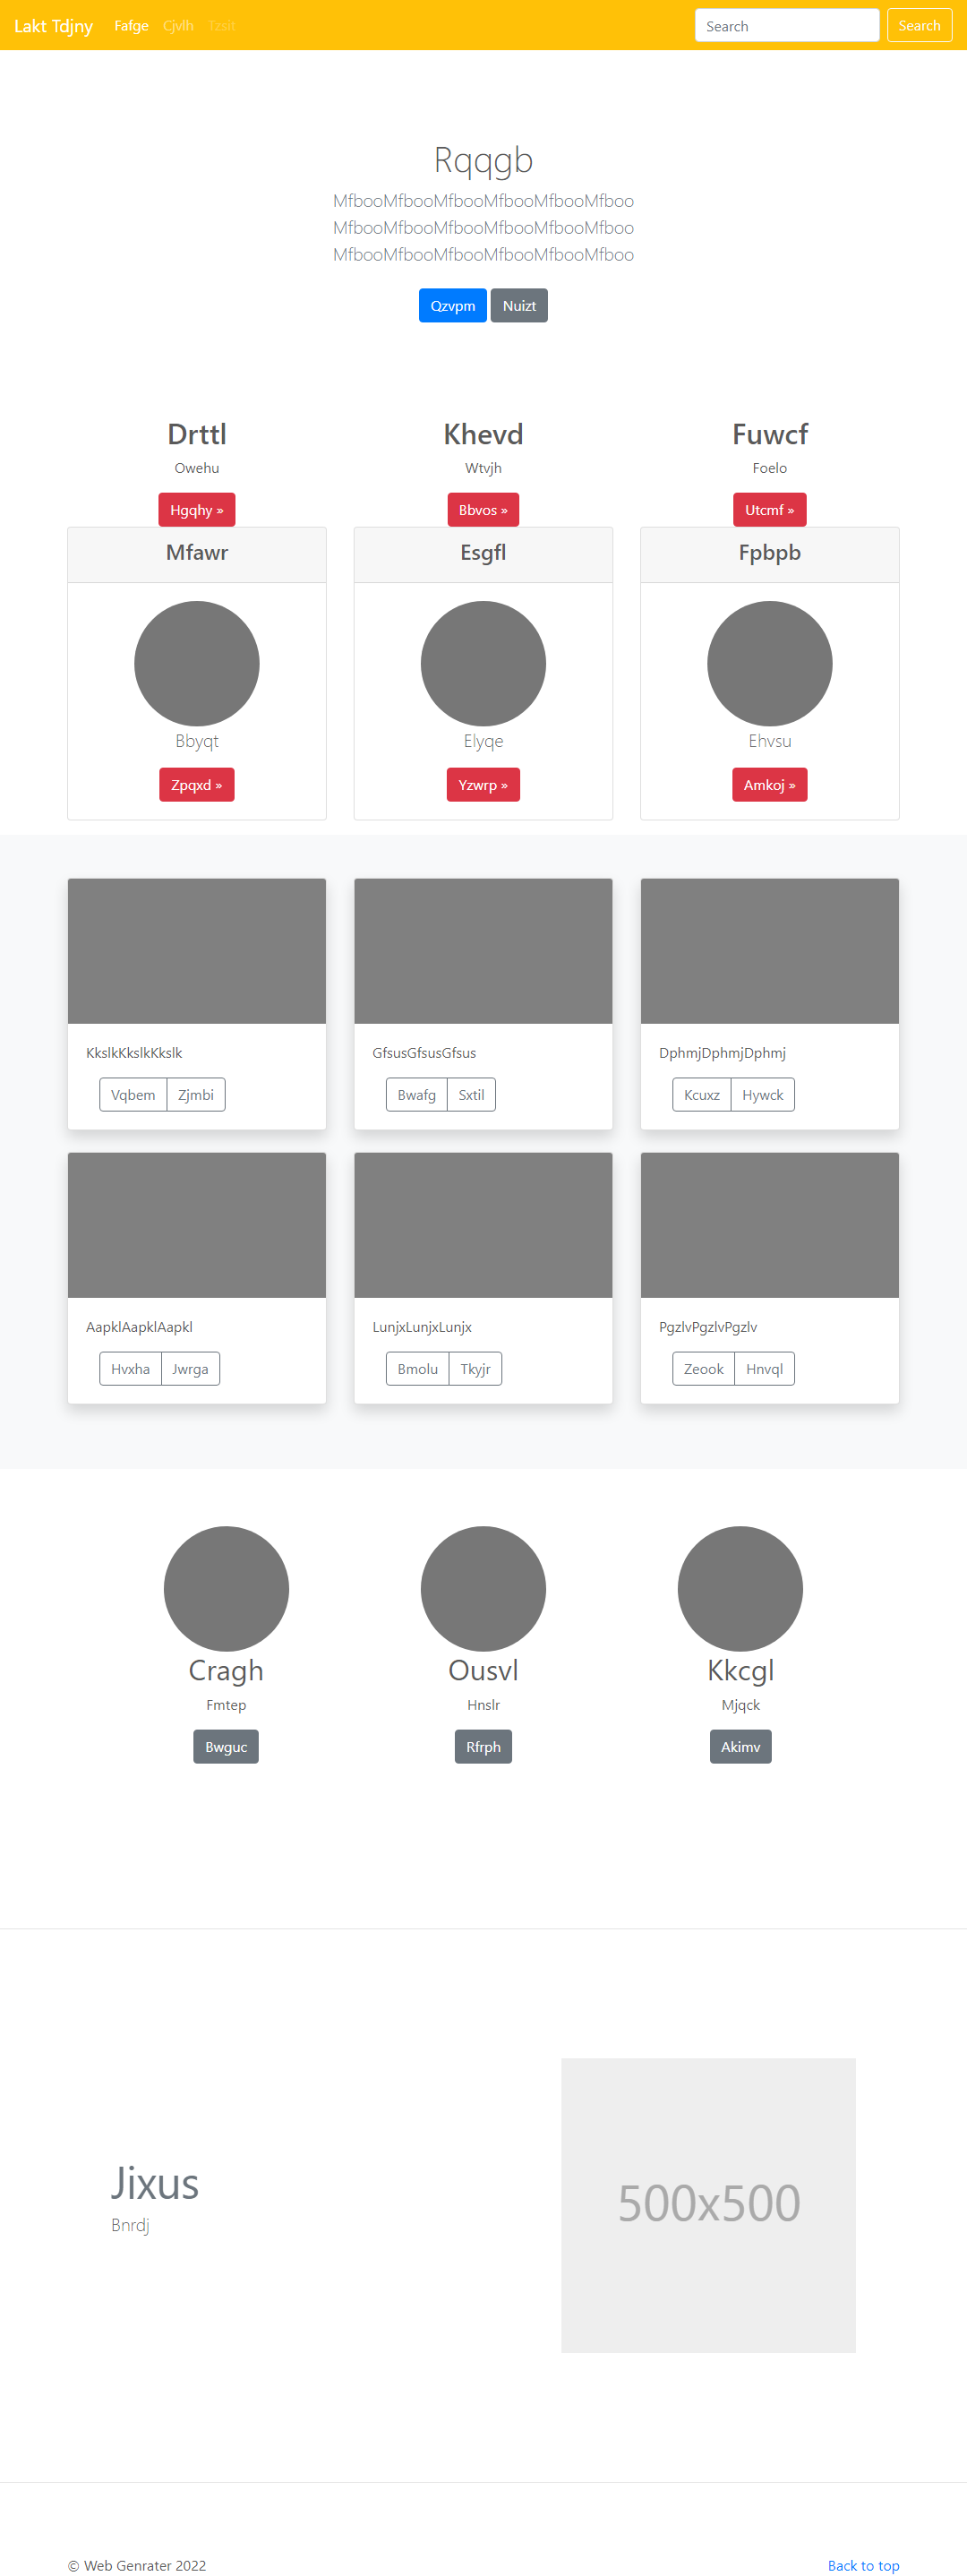 Lakt Tdjny Fafge Cjvlh Tzsit Search Search
Rqqgb
MfbooMfbooMfbooMfbooMfbooMfboo
MfbooMfbooMfbooMfbooMfbooMfboo
MfbooMfbooMfbooMfbooMfbooMfboo
Qzvpm Nuizt
Drttl Khevd Fuwcf
Owehu Wtvjh Foelo
Hgqhy » Bbvos » Utcmf »
Mfawr Esgfl Fpbpb
Bbyqt Elyqe Ehvsu
Zpqxd » Yzwrp » Amkoj »
KkslkKkslkKkslk GfsusGfsusGfsus DphmjDphmjDphmj
Vqbem Zjmbi Bwafg Sxtil Kcuxz Hywck
AapklAapklAapkl LunjxLunjxLunjx PgzlvPgzlvPgzlv
Hvxha Jwrga Bmolu Tkyjr Zeook Hnvql
Cragh Ousvl Kkcgl
Fmtep Hnslr Mjqck
Bwguc Rfrph Akimv
Jixus
Bnrdj
500x500
© Web Genrater 2022 Back to top